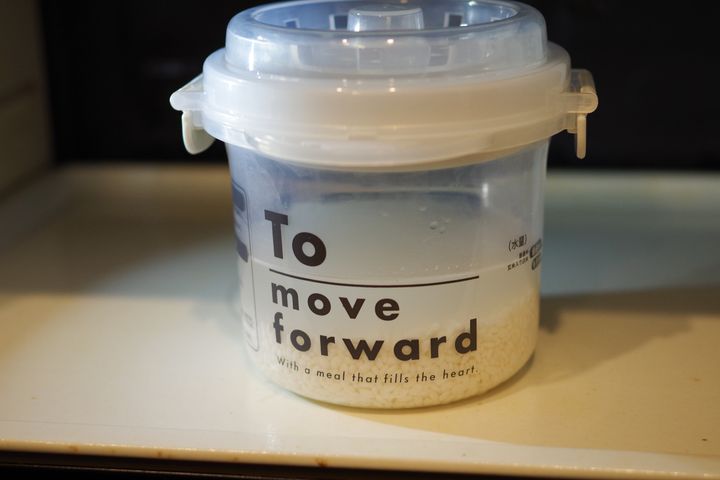 To
move
forward
With a meal that fills the heart.
(水量)